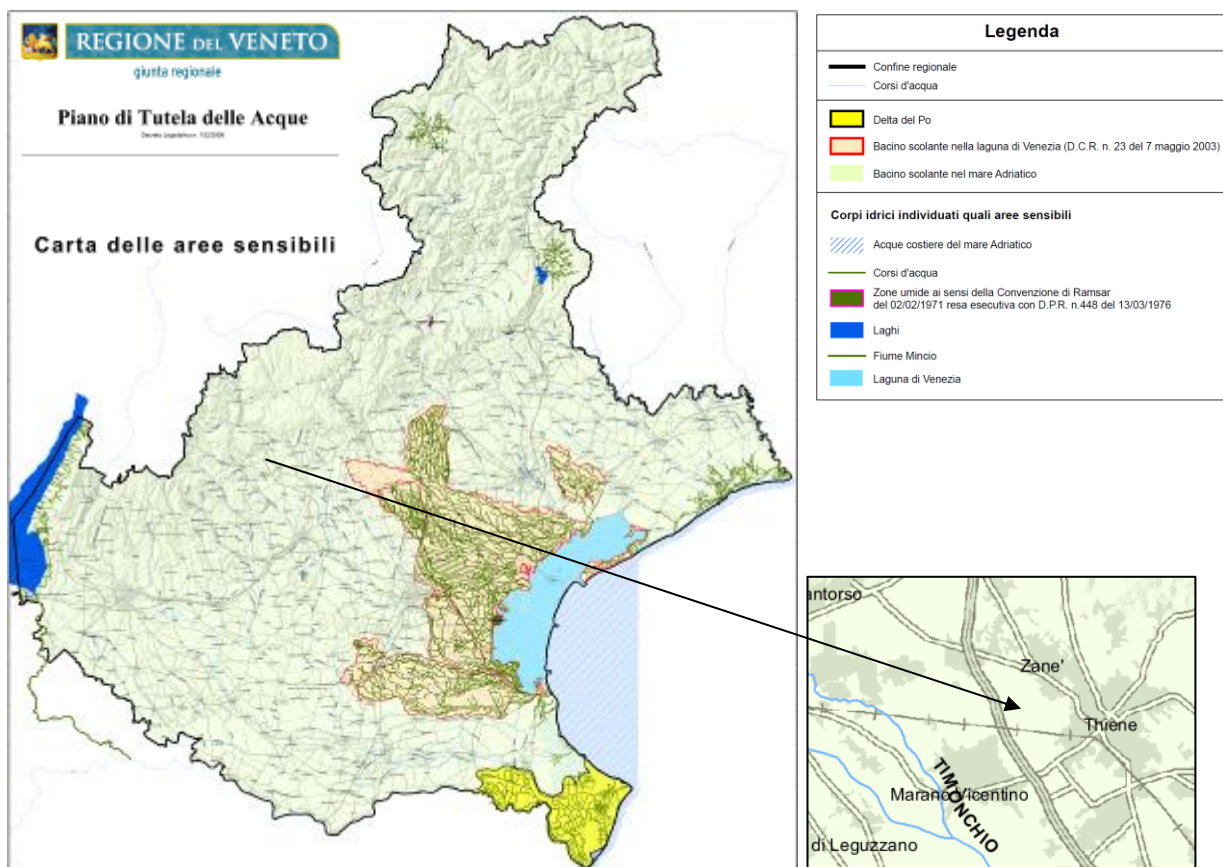 REGIONE DEL VENETO
giunta regionale
Piano di Tutela delle Acque
Carta delle aree sensibili
Legenda
Confine regionale
Corsi d'acqua
Delta del Po
Bacino scolante nella laguna di Venezia (D.C.R. n. 23 del 7 maggio 2003)
Bacino scolante nel mare Adriatico
Corpi idrici individuati quali aree sensibili
Acque costiere del mare Adriatico
Corsi d'acqua
Zone umide ai sensi della Convenzione di Ramsar
del 02/02/1971 resa esecutiva con D.P.R. n.448 del 13/03/1976
Laghi
Fiume Mincio
Laguna di Venezia
antorso
Zane'
Thiene
TIMONCHIO
Marano Vicentino
di Leguzzano